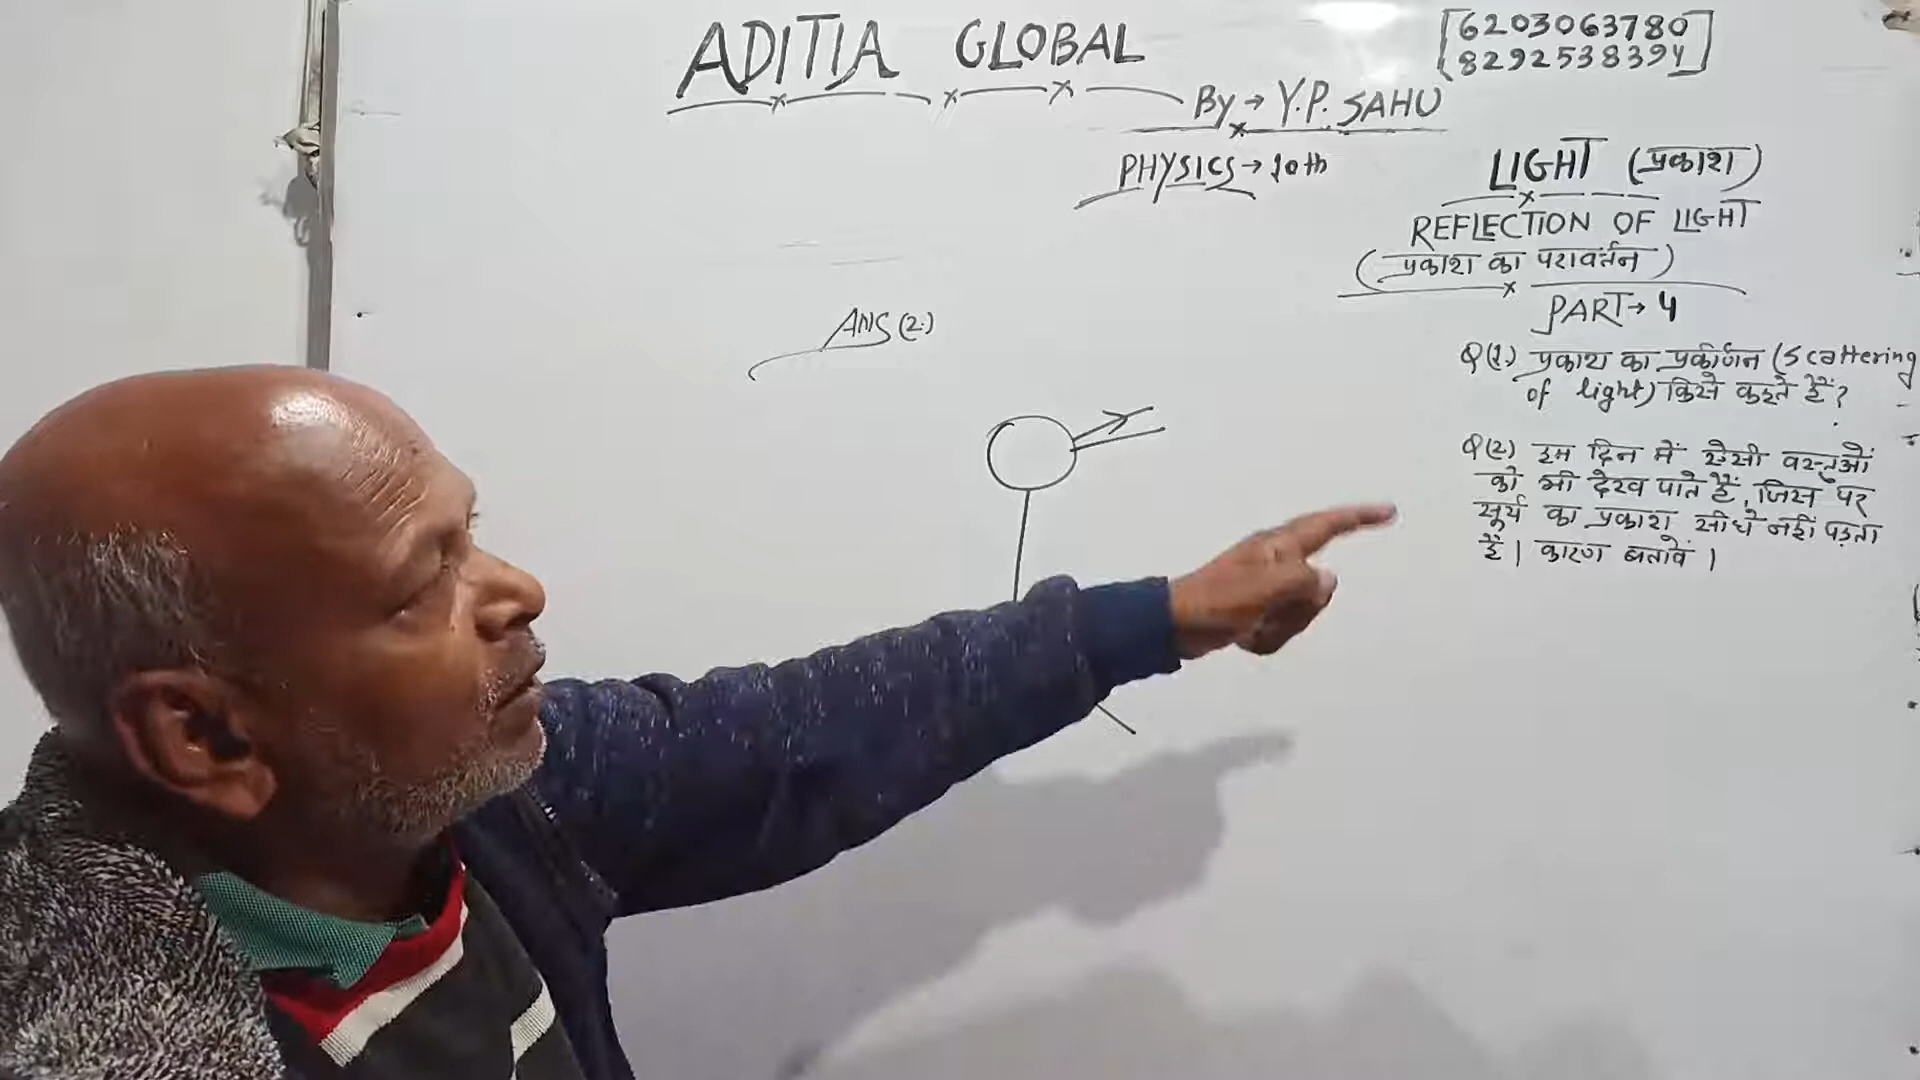 ADITIA GLOBAL
6203063780
8292538394
By → Y.P. SAHU
PHYSICS → 10th
LIGHT (प्रकाश)
REFLECTION OF LIGHT
(प्रकाश का परावर्तन)
PART → 4
ANS (2.)
Q(1.) प्रकाश का प्रकीर्णन (Scattering
of light) किसे कहते हैं?
Q(2.) हम दिन में ऐसी वस्तुओं
को भी देख पाते हैं, जिस पर
सूर्य का प्रकाश सीधे नहीं पड़ता
है। कारण बतावें।